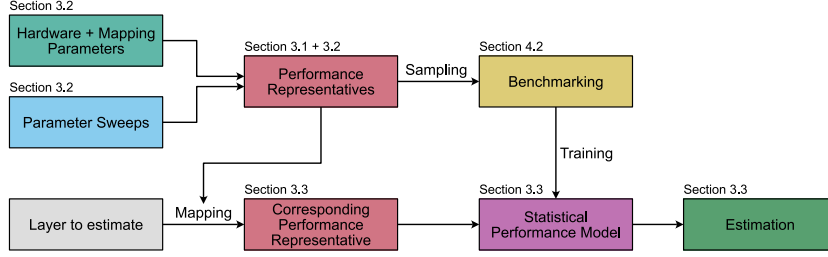 Section 3.2
Hardware + Mapping
Parameters
Section 3.2
Parameter Sweeps
Section 3.1 + 3.2
Performance
Representatives
Sampling
Section 4.2
Benchmarking
Training
Layer to estimate
Mapping
Section 3.3
Corresponding
Performance
Representative
Section 3.3
Statistical
Performance Model
Section 3.3
Estimation